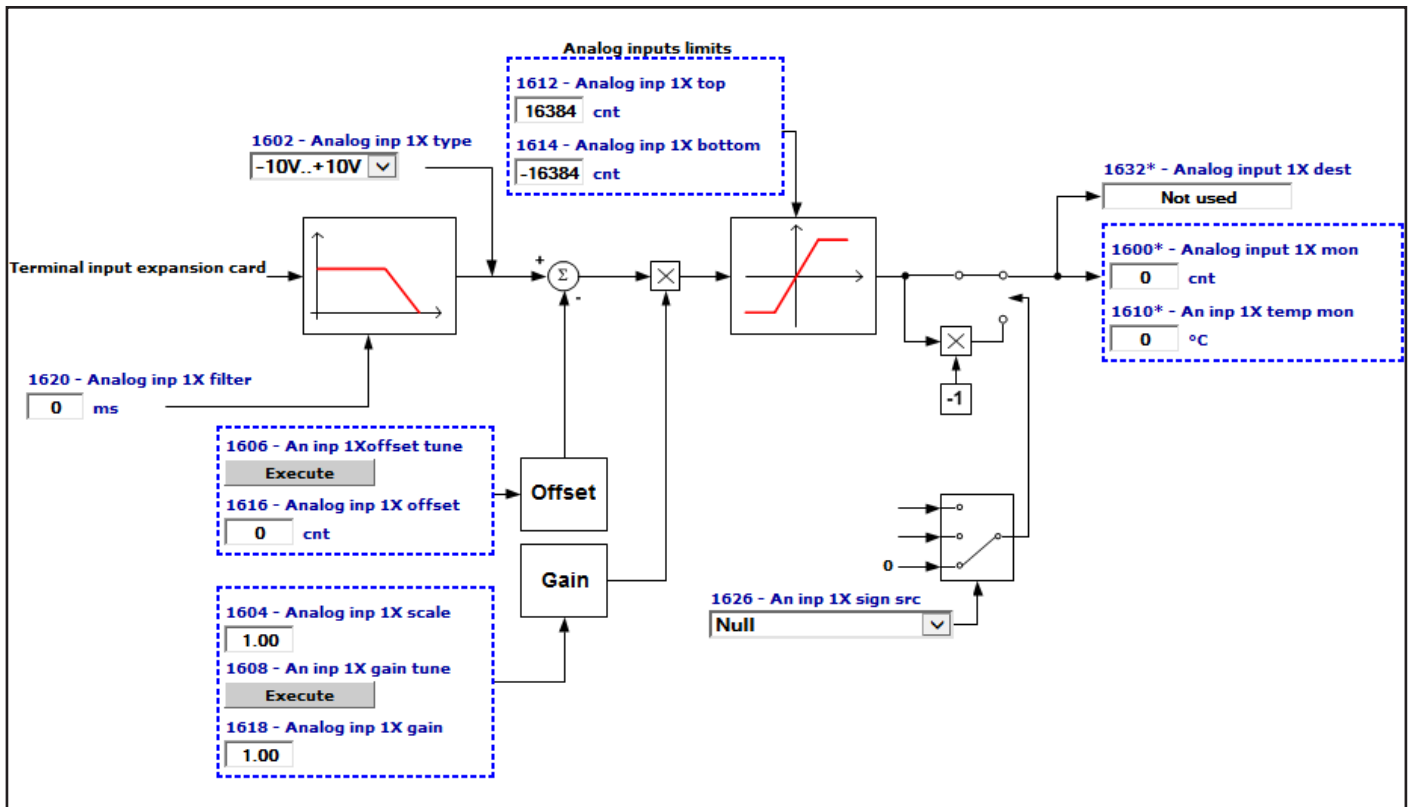 Analog inputs limits
1612 - Analog inp 1X top
16384 cnt
1614 - Analog inp 1X bottom
-16384 cnt
1602 - Analog inp 1X type
-10V..+10V
1632* - Analog input 1X dest
Not used
1600* - Analog input 1X mon
0 cnt
1610* - An inp 1X temp mon
0 °C
Terminal input expansion card
+
Σ
-
-1
1620 - Analog inp 1X filter
0 ms
1606 - An inp 1Xoffset tune
Execute
1616 - Analog inp 1X offset
0 cnt
Offset
Gain
1604 - Analog inp 1X scale
1.00
1608 - An inp 1X gain tune
Execute
1618 - Analog inp 1X gain
1.00
0
1626 - An inp 1X sign src
Null